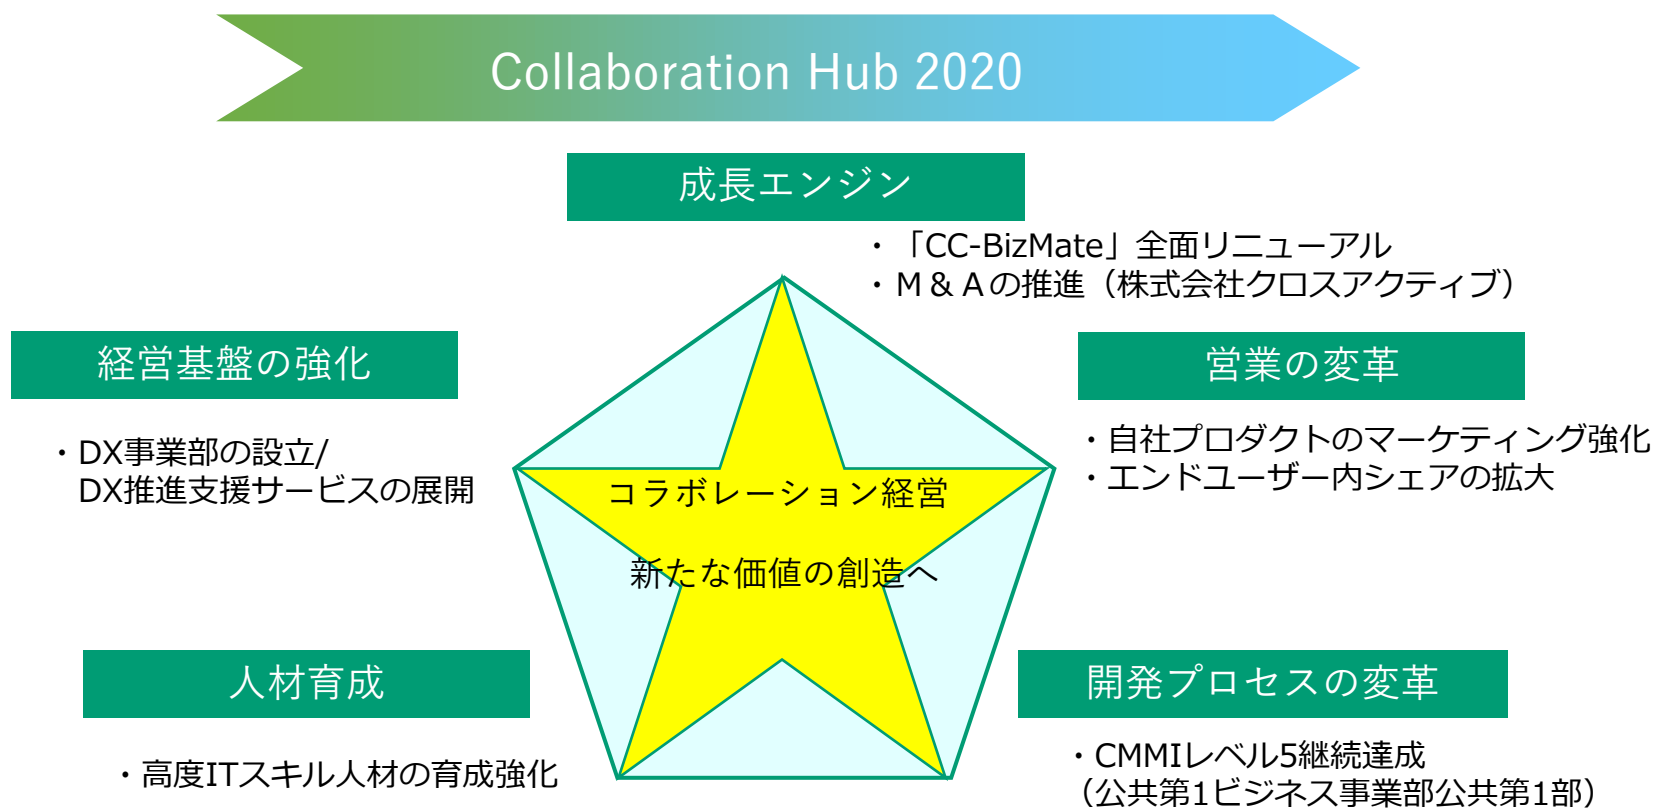 Collaboration Hub 2020
成長エンジン
・「CC-BizMate」全面リニューアル
・Ｍ＆Ａの推進（株式会社クロスアクティブ）
経営基盤の強化
・DX事業部の設立/
DX推進支援サービスの展開
営業の変革
・自社プロダクトのマーケティング強化
・エンドユーザー内シェアの拡大
コラボレーション経営
新たな価値の創造へ
人材育成
・高度ITスキル人材の育成強化
開発プロセスの変革
・CMMIレベル5継続達成
（公共第1ビジネス事業部公共第1部）